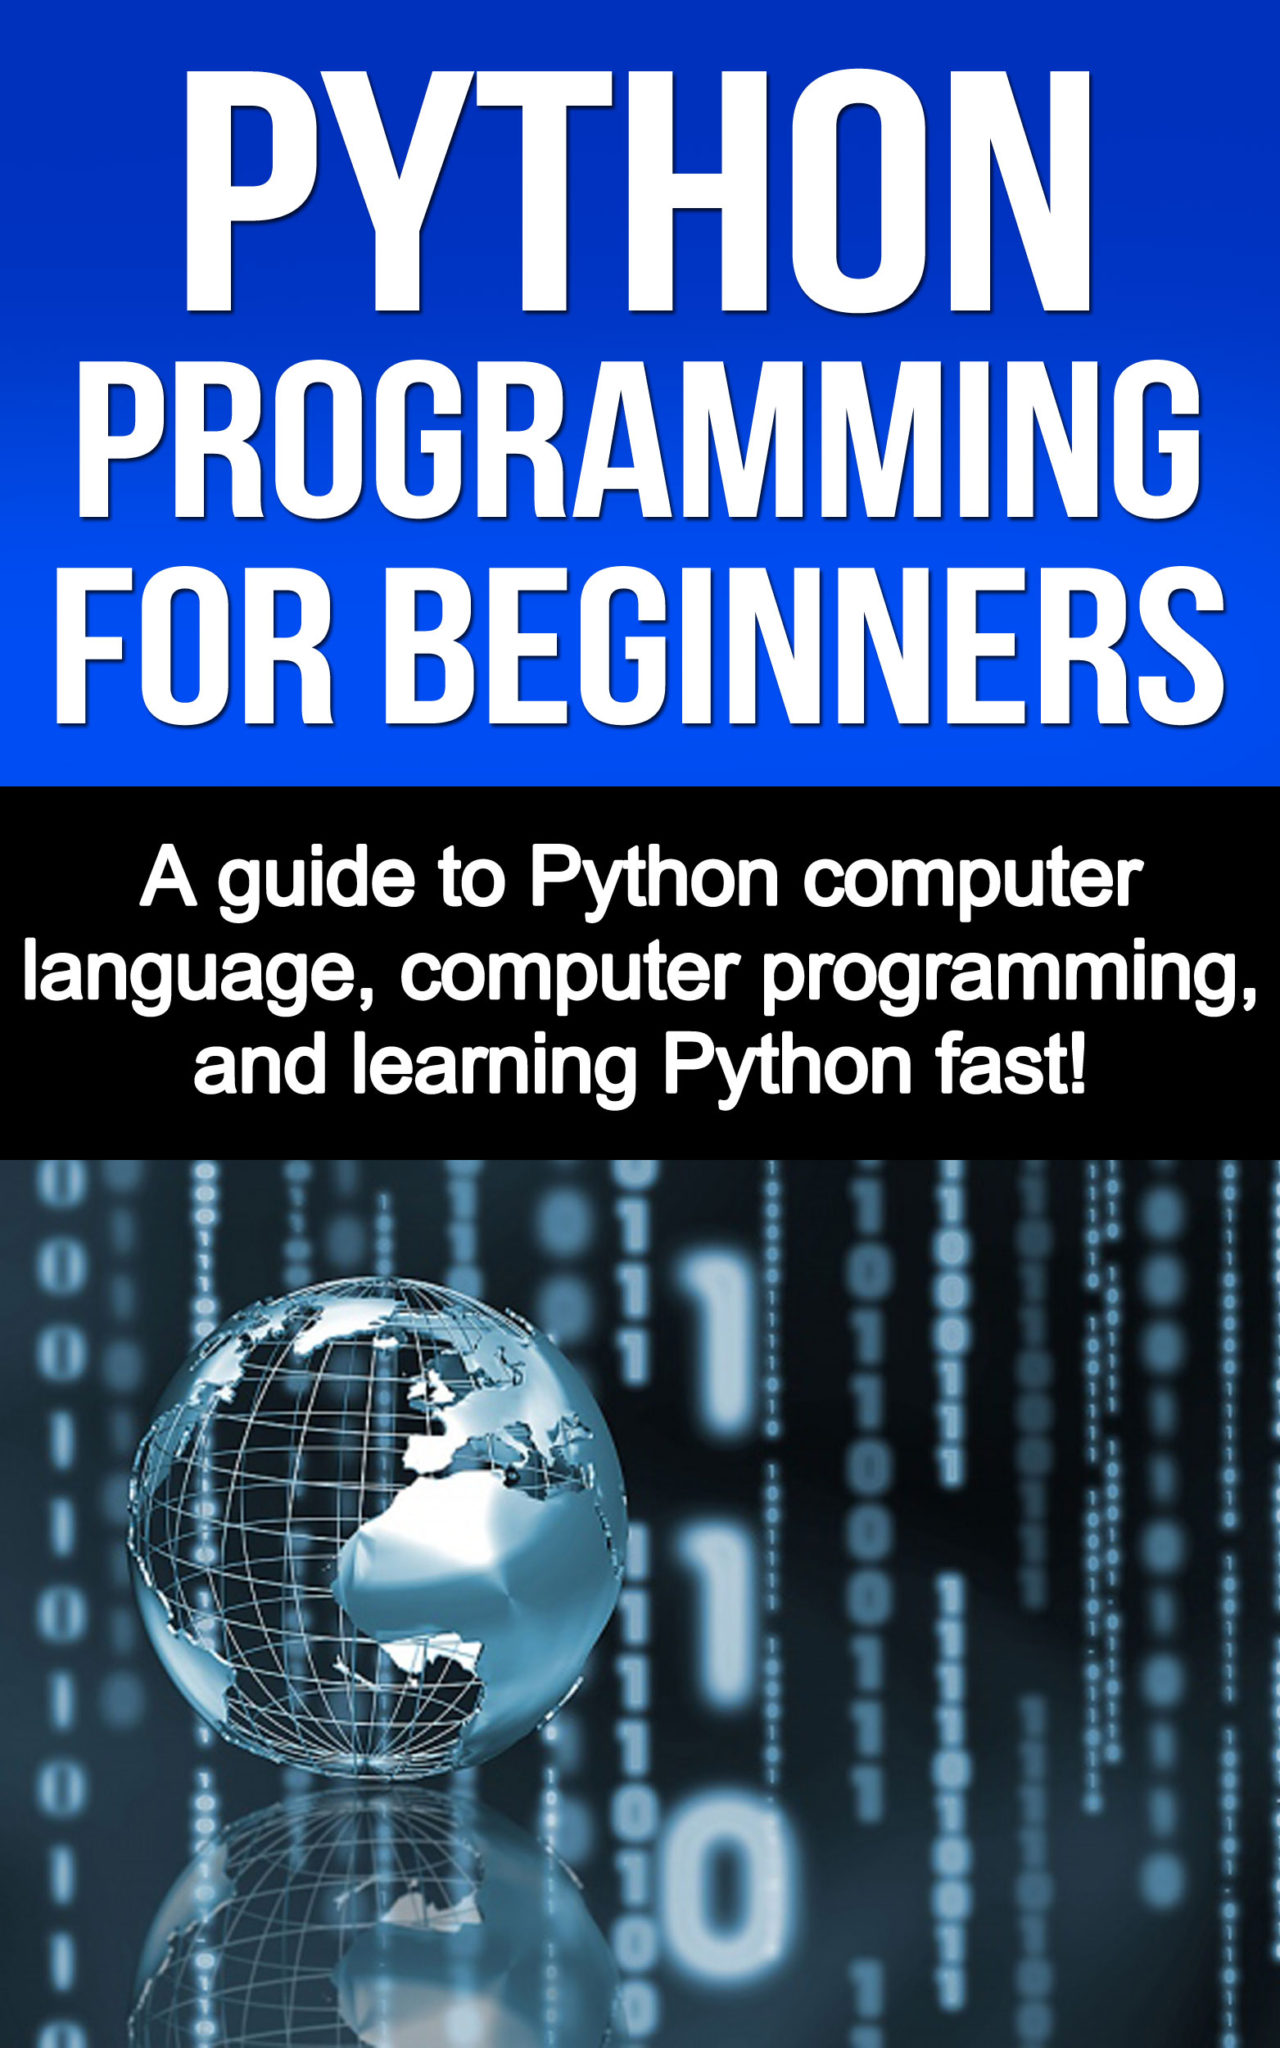 PYTHON
PROGRAMMING
FOR BEGINNERS
A guide to Python computer
language, computer programming,
and learning Python fast!